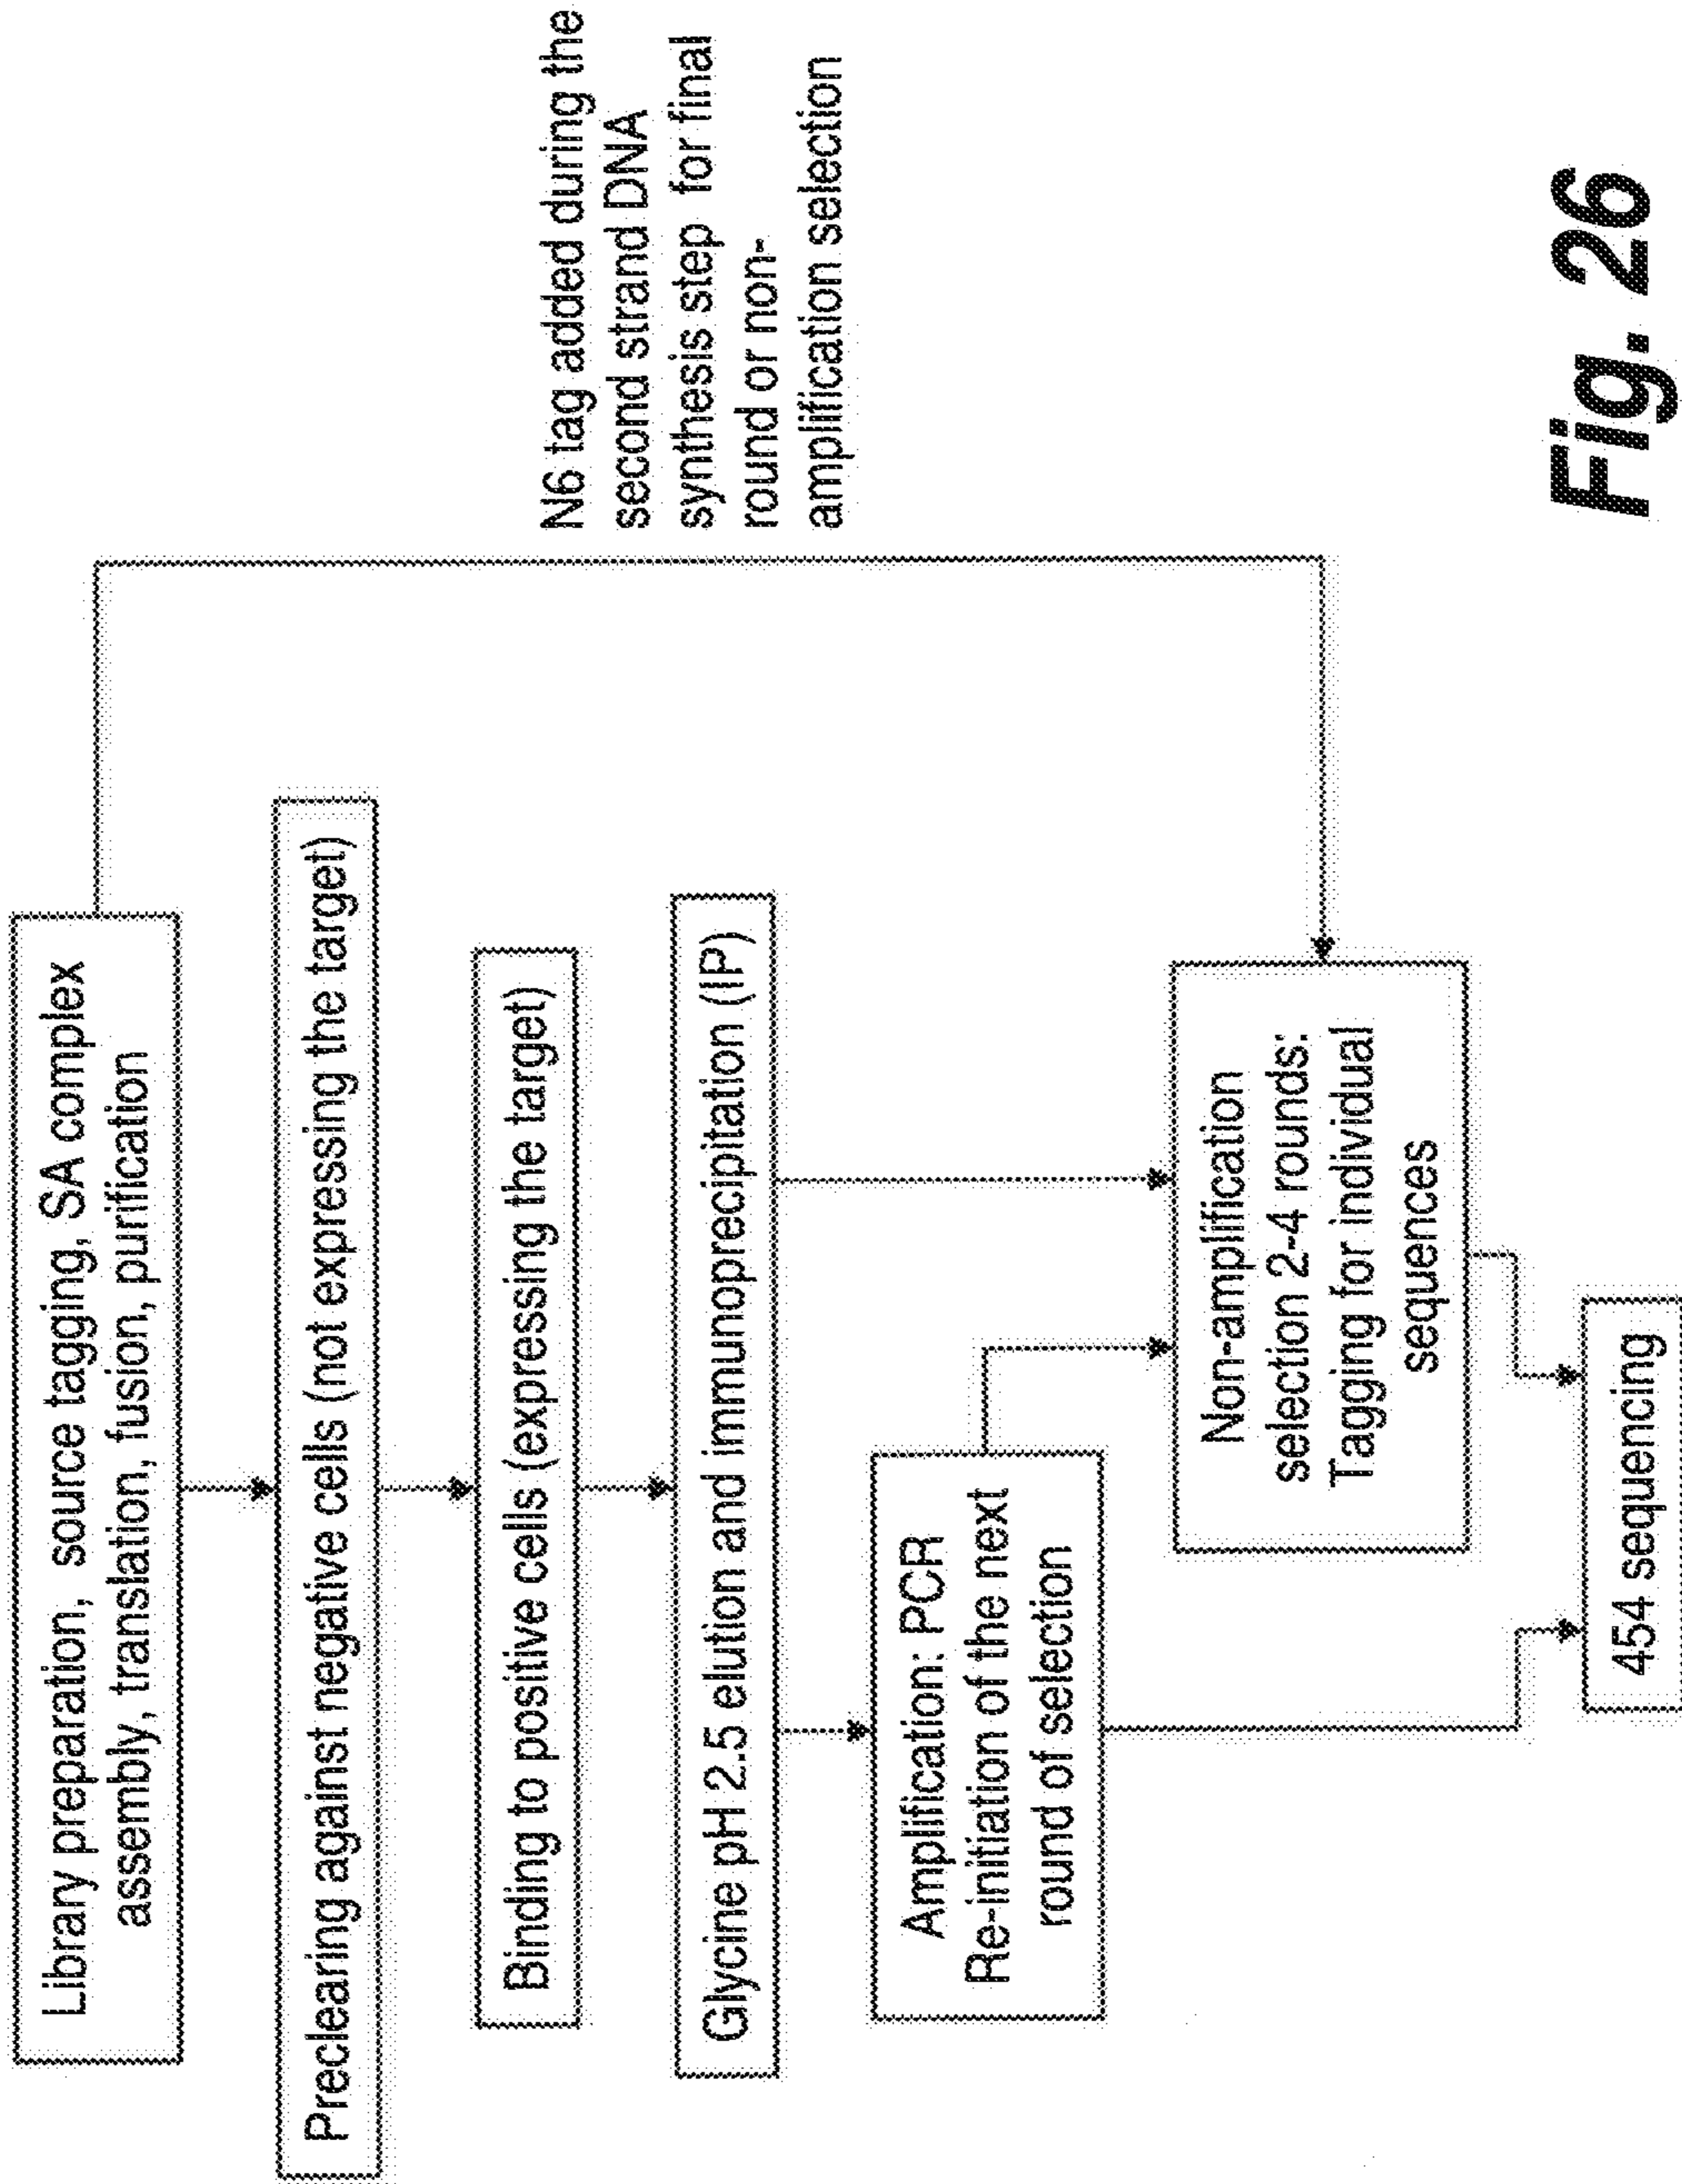 Library preparation, source tagging, SA complex
assembly, translation, fusion, purification
Preclearing against negative cells (not expressing the target)
Binding to positive cells (expressing the target)
Glycine pH 2.5 elution and immunoprecipitation (IP)
Amplification: PCR
Re-initiation of the next
round of selection
Non-amplification
selection 2-4 rounds:
Tagging for individual
sequences
454 sequencing
N6 tag added during the
second strand DNA
synthesis step for final
round or non-
amplification selection
Fig. 26